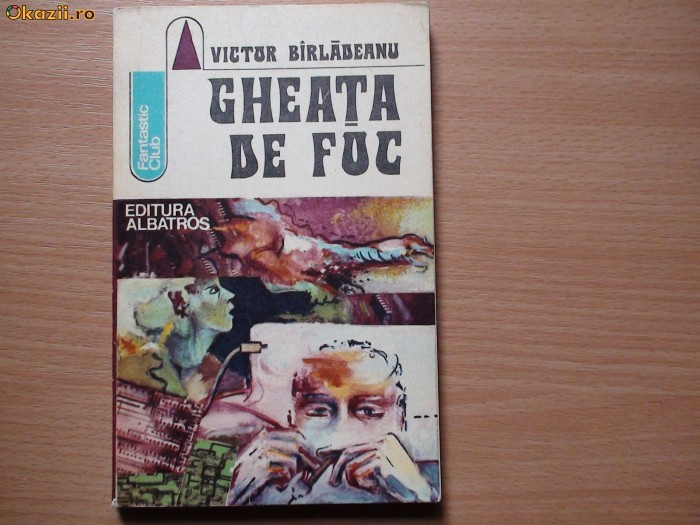 Okazii.ro
VICTOR BÎRLĂDEANU
GHEAȚA
DE FOC
Fantastic
Club
EDITURA
ALBATROS